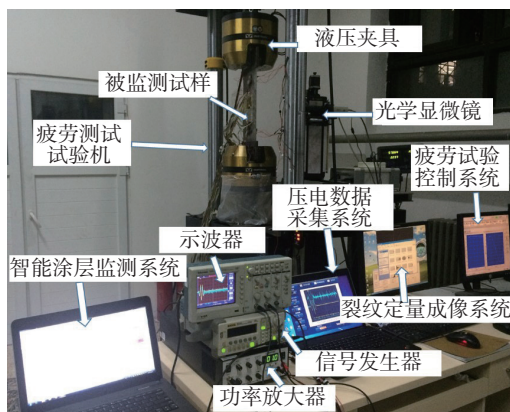 液压夹具
被监测试样
光学显微镜
疲劳测试
试验机
疲劳试验
控制系统
压电数据
采集系统
示波器
智能涂层监测系统
裂纹定量成像系统
信号发生器
功率放大器